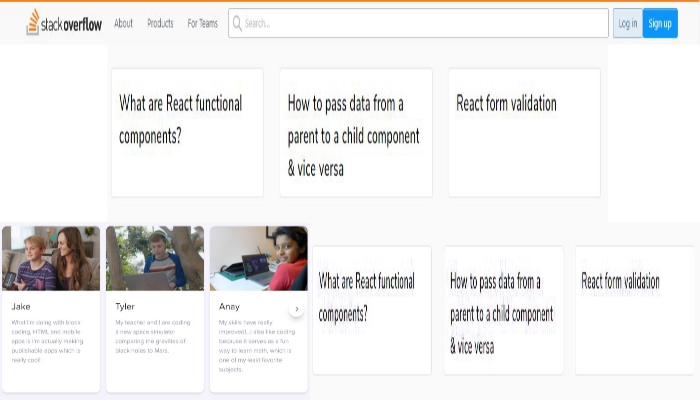 stack overflow About Products For Teams Search... Log in Sign up
What are React functional
components?
How to pass data from a
parent to a child component
& vice versa
React form validation
Jake
What I'm doing with block
coding, HTML and mobile
apps is I'm actually making
publishable apps which is
really cool!
Tyler
My teacher and I are coding
a new space simulator
comparing the gravities of
black holes to Mars.
Anay
My skills have really
improved!...I also like coding
because it serves as a fun
way to learn math, which is
one of my least favorite
subjects.
What are React functional
components?
How to pass data from a
parent to a child component
& vice versa
React form validation